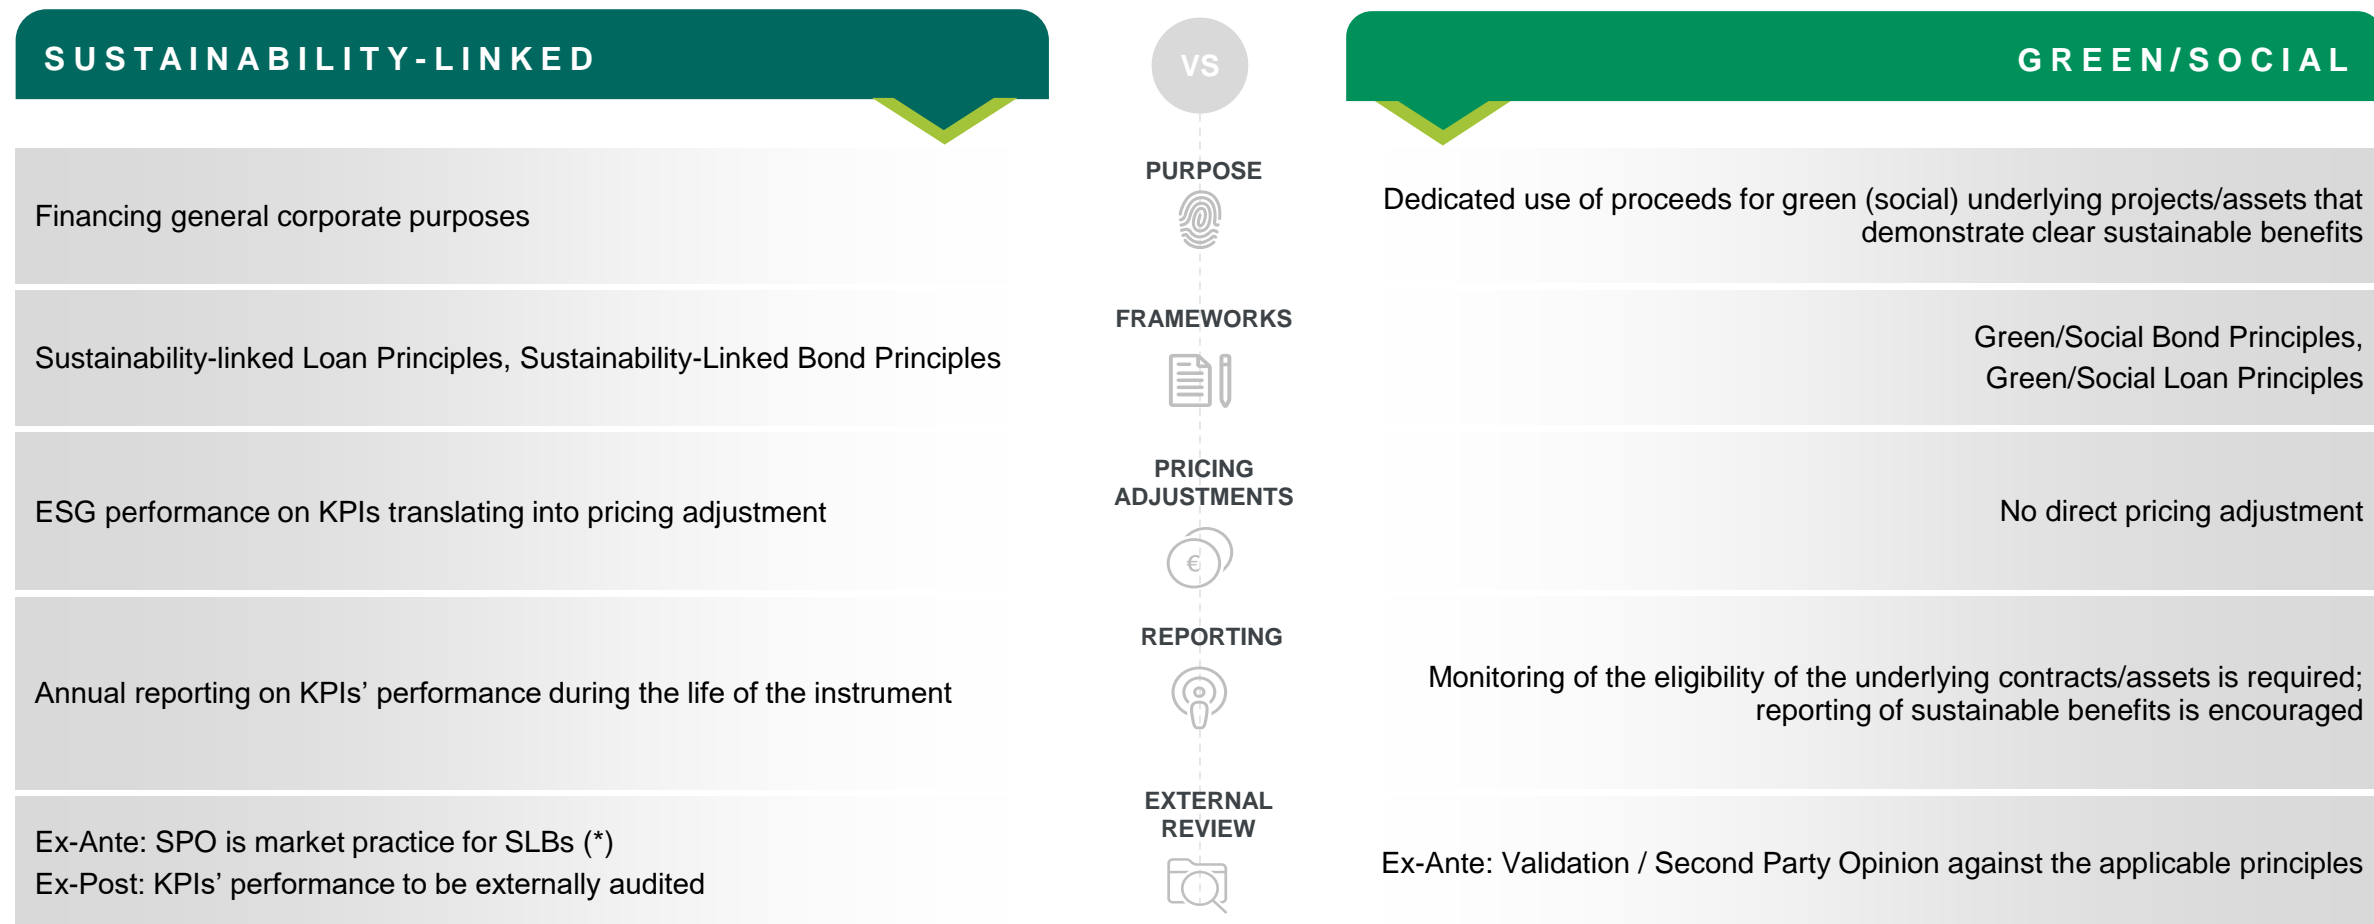 SUSTAINABILITY-LINKED
VS
GREEN/SOCIAL
PURPOSE
Financing general corporate purposes
Dedicated use of proceeds for green (social) underlying projects/assets that
demonstrate clear sustainable benefits
FRAMEWORKS
Sustainability-linked Loan Principles, Sustainability-Linked Bond Principles
Green/Social Bond Principles,
Green/Social Loan Principles
PRICING
ADJUSTMENTS
€
ESG performance on KPIs translating into pricing adjustment
No direct pricing adjustment
REPORTING
Annual reporting on KPIs’ performance during the life of the instrument
Monitoring of the eligibility of the underlying contracts/assets is required;
reporting of sustainable benefits is encouraged
EXTERNAL
REVIEW
Ex-Ante: SPO is market practice for SLBs (*)
Ex-Post: KPIs’ performance to be externally audited
Ex-Ante: Validation / Second Party Opinion against the applicable principles